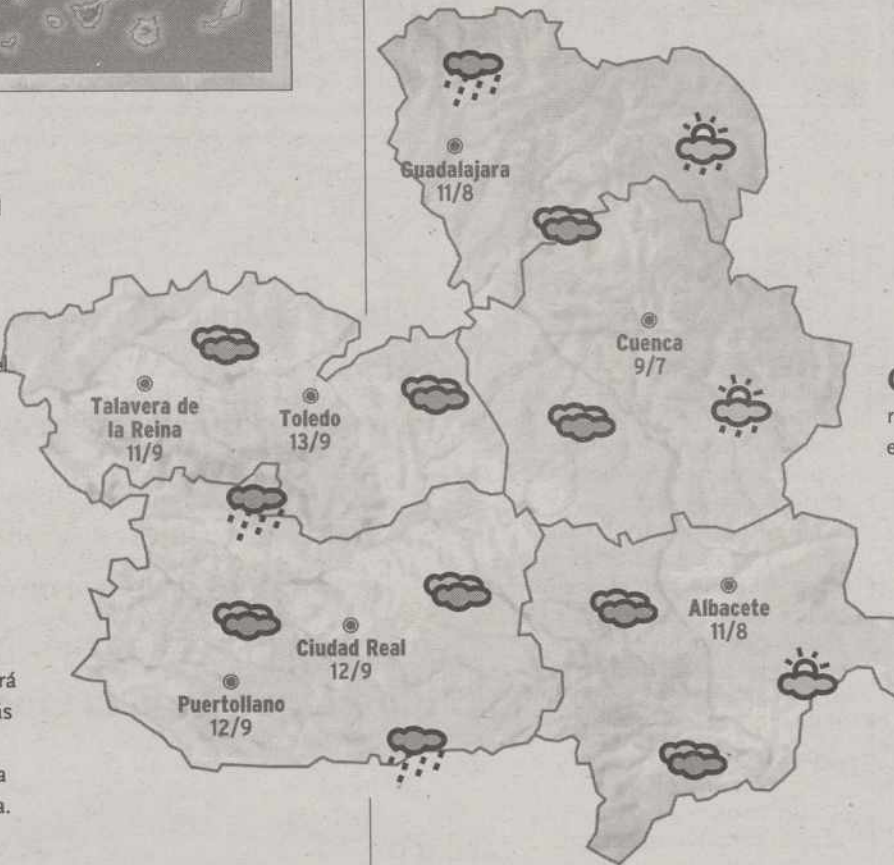 Guadalajara
11/8
Cuenca
9/7
Talavera de
la Reina
11/9
Toledo
13/9
Albacete
11/8
Ciudad Real
12/9
Puertollano
12/9
rá
a
a.